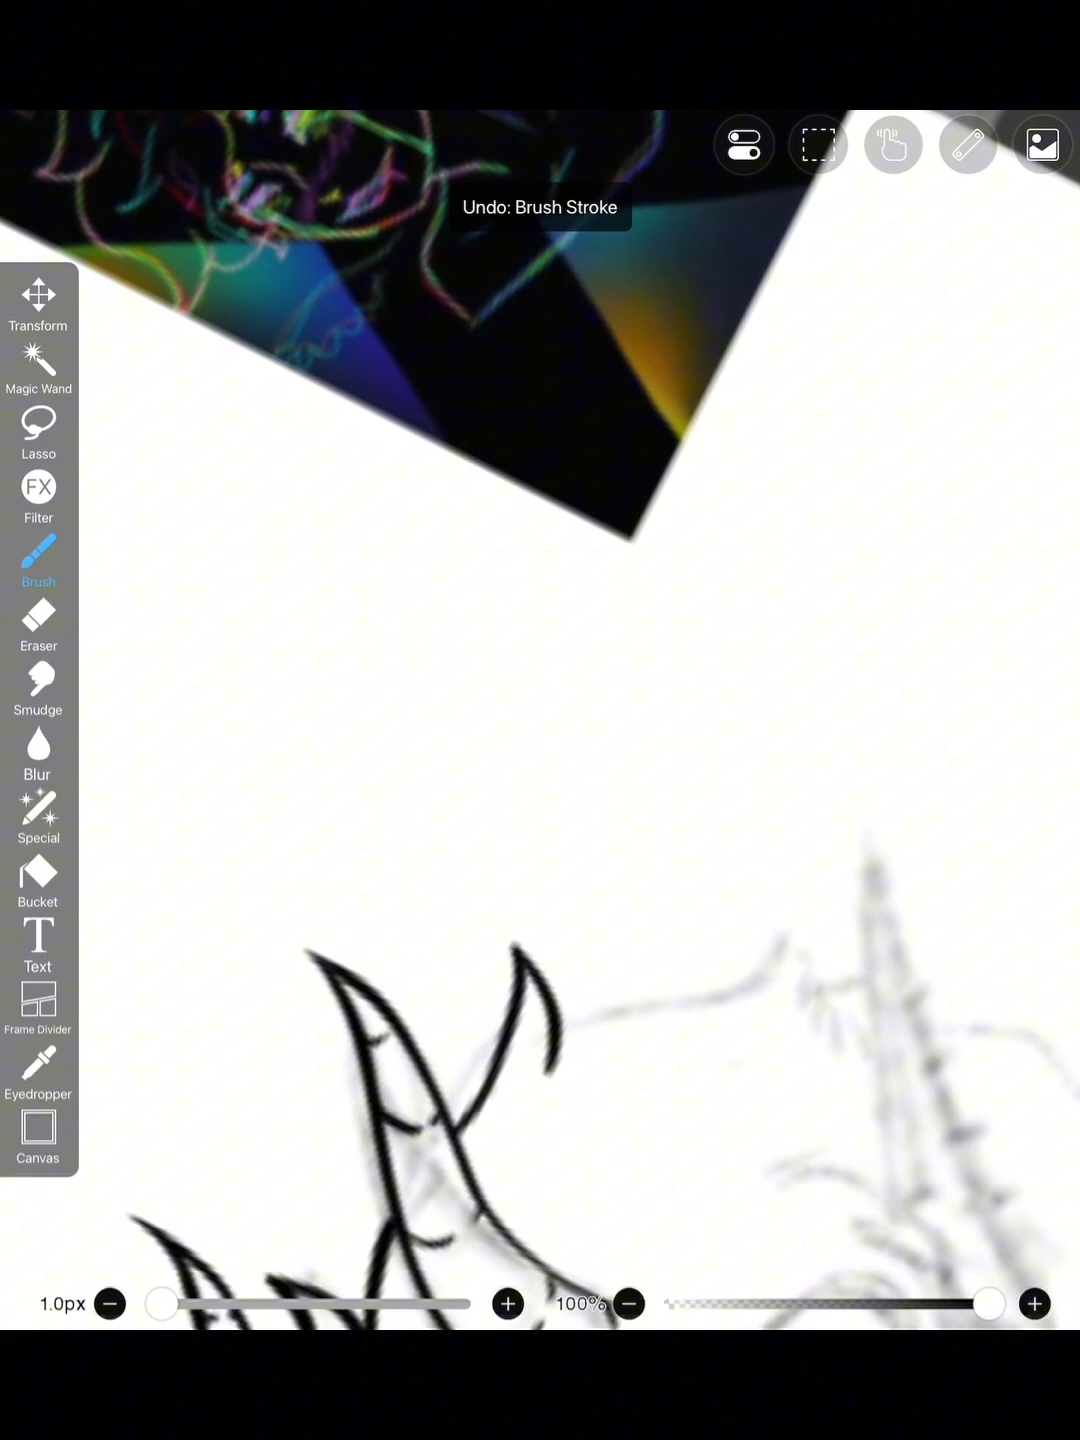 Undo: Brush Stroke
Transform
Magic Wand
Lasso
FX
Filter
Brush
Eraser
Smudge
Blur
Special
Bucket
T
Text
Frame Divider
Eyedropper
Canvas
1.0px
100%